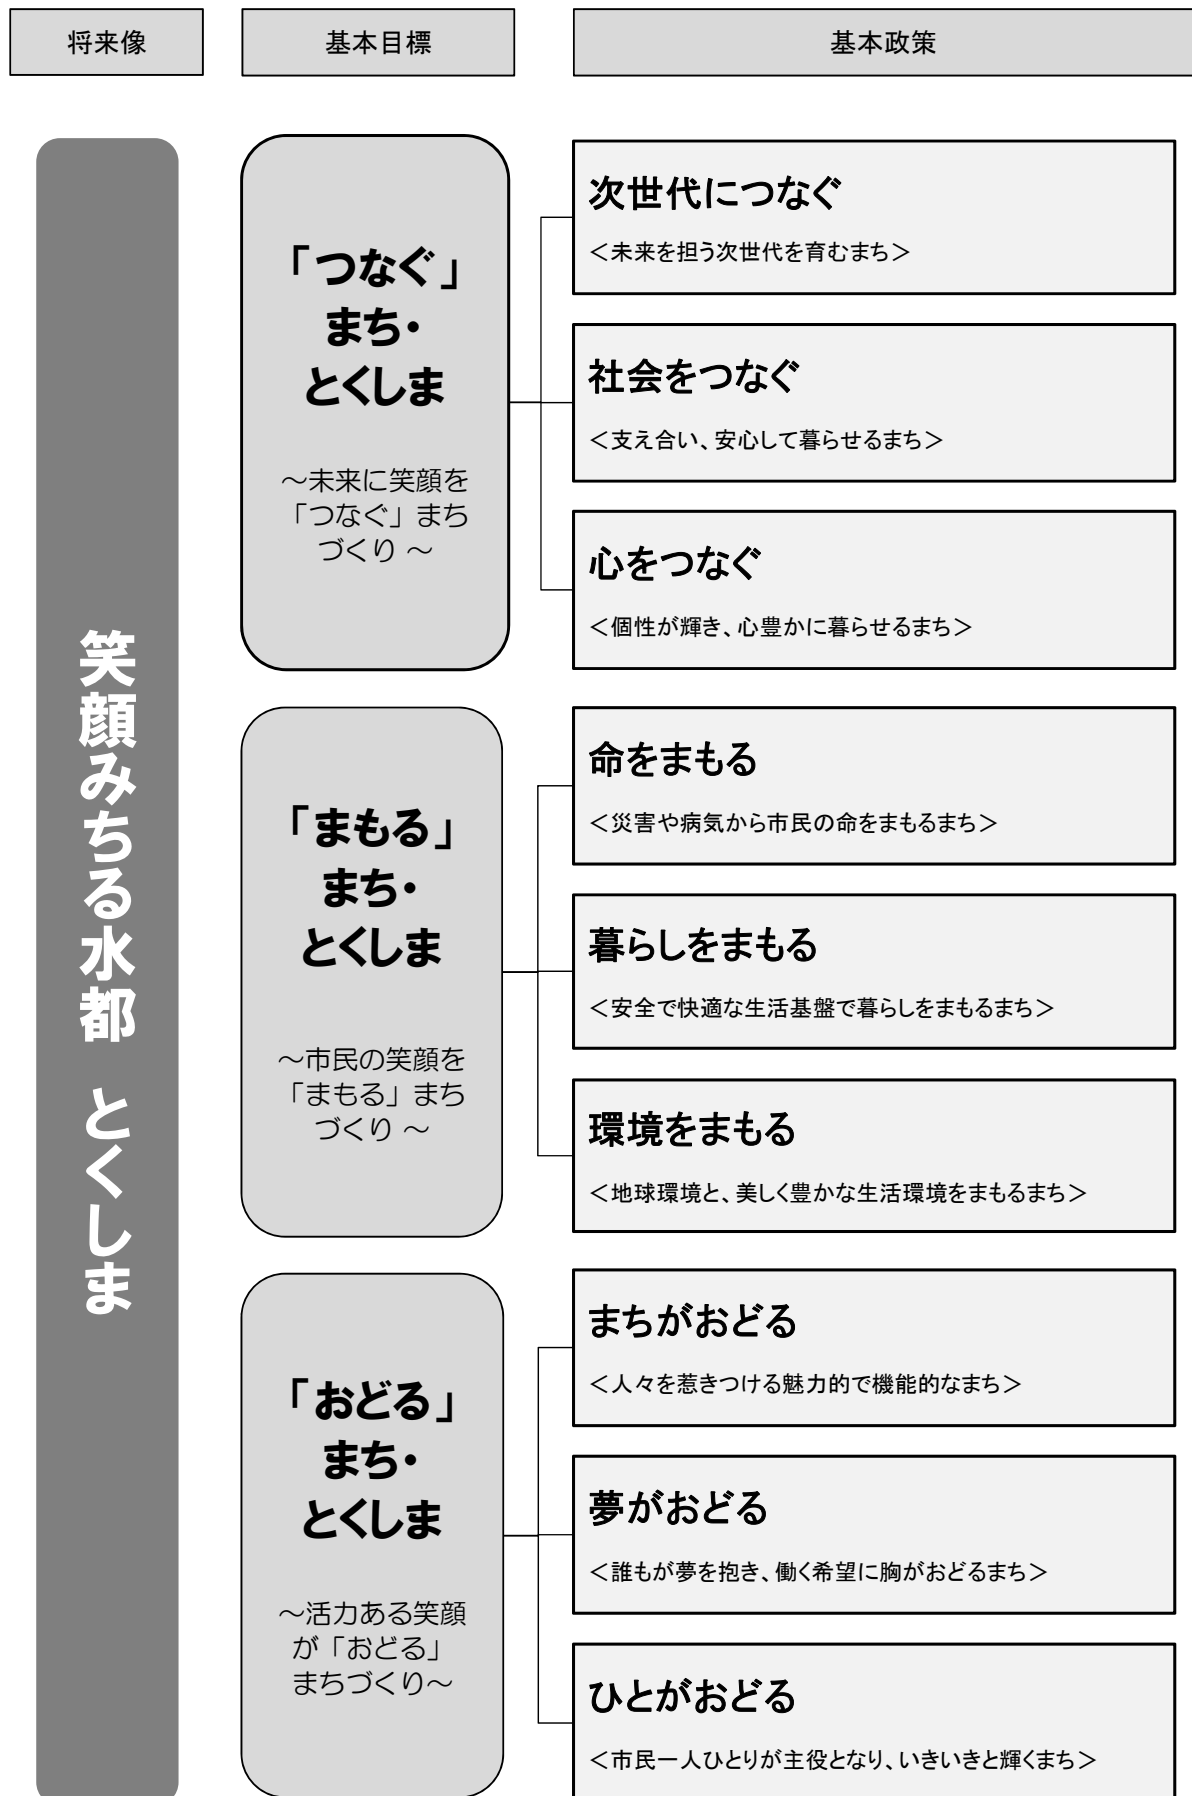 将来像
基本目標
基本政策
笑顔みちる水都　とくしま
「つなぐ」
まち・
とくしま
～未来に笑顔を
「つなぐ」まち
づくり ～
次世代につなぐ
＜未来を担う次世代を育むまち＞
社会をつなぐ
＜支え合い、安心して暮らせるまち＞
心をつなぐ
＜個性が輝き、心豊かに暮らせるまち＞
「まもる」
まち・
とくしま
～市民の笑顔を
「まもる」まち
づくり ～
命をまもる
＜災害や病気から市民の命をまもるまち＞
暮らしをまもる
＜安全で快適な生活基盤で暮らしをまもるまち＞
環境をまもる
＜地球環境と、美しく豊かな生活環境をまもるまち＞
「おどる」
まち・
とくしま
～活力ある笑顔
が「おどる」
まちづくり～
まちがおどる
＜人々を惹きつける魅力的で機能的なまち＞
夢がおどる
＜誰もが夢を抱き、働く希望に胸がおどるまち＞
ひとがおどる
＜市民一人ひとりが主役となり、いきいきと輝くまち＞